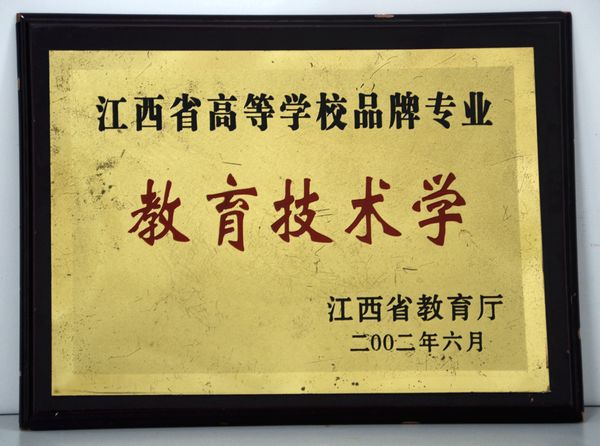 江西省高等学校品牌专业
教育技术学
江西省教育厅
二00二年六月